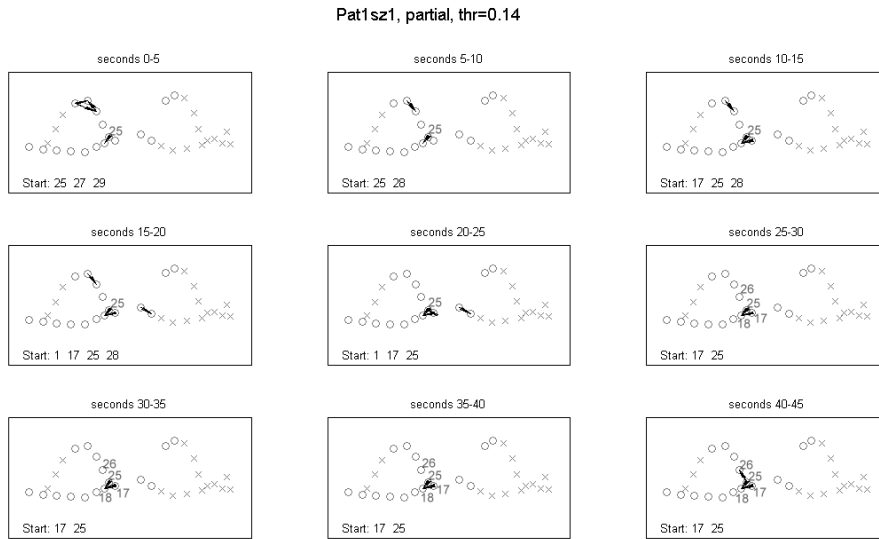 Pat1sz1, partial, thr=0.14
seconds 0-5
seconds 5-10
seconds 10-15
25
25
25
Start: 25 27 29
Start: 25 28
Start: 17 25 28
seconds 15-20
seconds 20-25
seconds 25-30
25
25
26
25
17
18
Start: 1 17 25 28
Start: 1 17 25
Start: 17 25
seconds 30-35
seconds 35-40
seconds 40-45
26
25
17
18
26
25
17
18
26
25
17
18
Start: 17 25
Start: 17 25
Start: 17 25